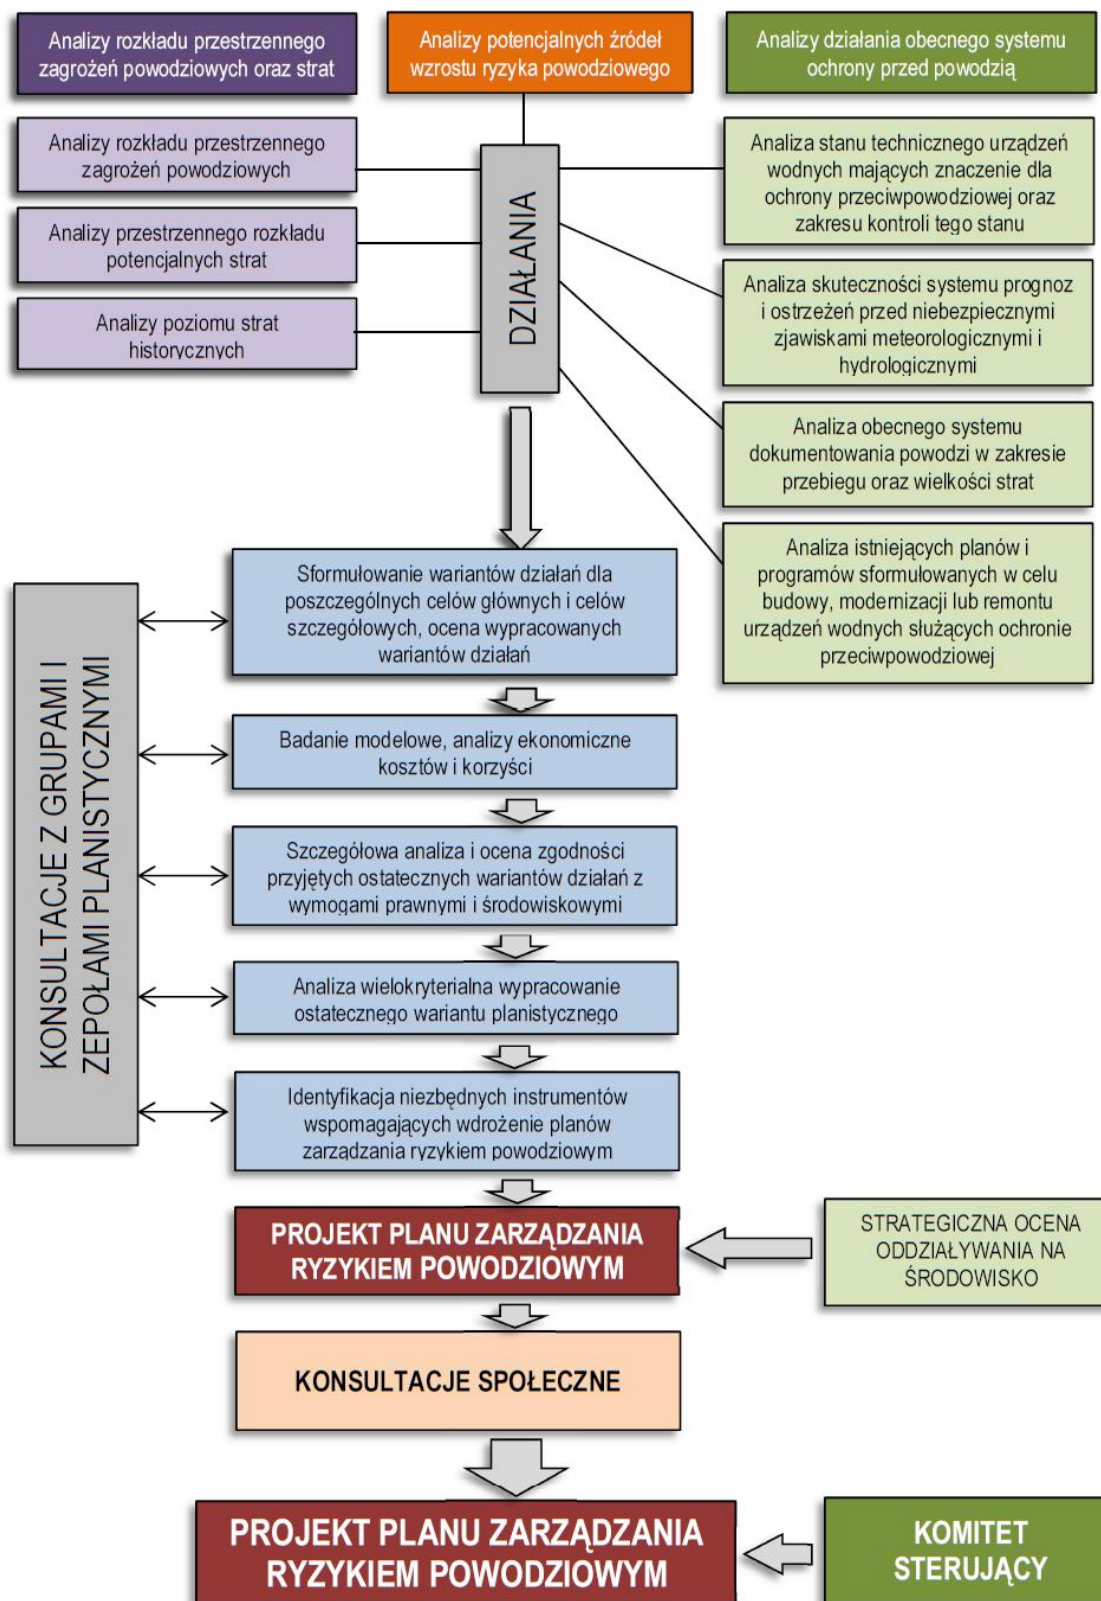 Analizy rozkładu przestrzennego
zagrożeń powodziowych oraz strat
Analizy potencjalnych źródeł
wzrostu ryzyka powodziowego
Analizy działania obecnego systemu
ochrony przed powodzią
Analizy rozkładu przestrzennego
zagrożeń powodziowych
Analizy przestrzennego rozkładu
potencjalnych strat
Analizy poziomu strat
historycznych
DZIAŁANIA
Analiza stanu technicznego urządzeń
wodnych mających znaczenie dla
ochrony przeciwpowodziowej oraz
zakresu kontroli tego stanu
Analiza skuteczności systemu prognoz
i ostrzeżeń przed niebezpiecznymi
zjawiskami meteorologicznymi i
hydrologicznymi
Analiza obecnego systemu
dokumentowania powodzi w zakresie
przebiegu oraz wielkości strat
Analiza istniejących planów i
programów sformułowanych w celu
budowy, modernizacji lub remontu
urządzeń wodnych służących ochronie
przeciwpowodziowej
KONSULTACJE Z GRUPAMI I
ZEPOŁAMI PLANISTYCZNYMI
Sformułowanie wariantów działań dla
poszczególnych celów głównych i celów
szczegółowych, ocena wypracowanych
wariantów działań
Badanie modelowe, analizy ekonomiczne
kosztów i korzyści
Szczegółowa analiza i ocena zgodności
przyjętych ostatecznych wariantów działań z
wymogami prawnymi i środowiskowymi
Analiza wielokryterialna wypracowanie
ostatecznego wariantu planistycznego
Identyfikacja niezbędnych instrumentów
wspomagających wdrożenie planów
zarządzania ryzykiem powodziowym
PROJEKT PLANU ZARZĄDZANIA
RYZYKIEM POWODZIOWYM
STRATEGICZNA OCENA
ODDZIAŁYWANIA NA
ŚRODOWISKO
KONSULTACJE SPOŁECZNE
PROJEKT PLANU ZARZĄDZANIA
RYZYKIEM POWODZIOWYM
KOMITET
STERUJĄCY